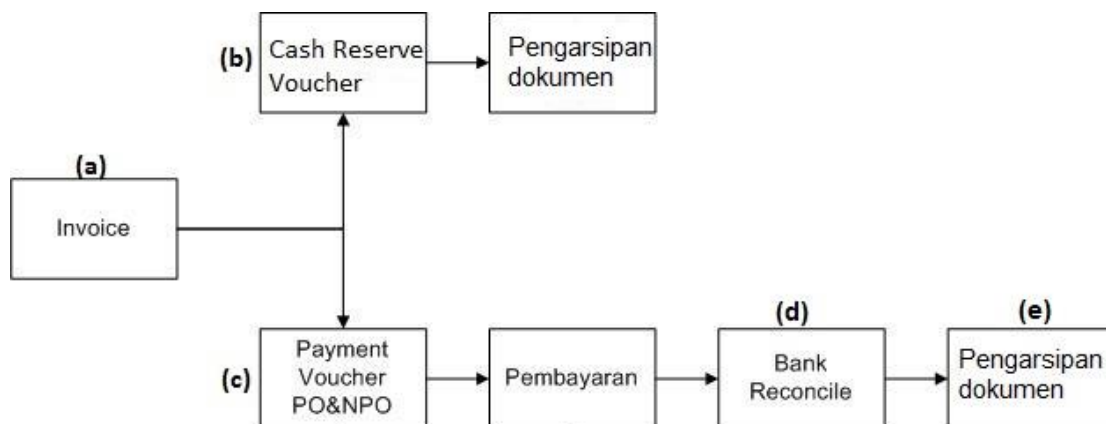 (b)
Cash Reserve
Voucher
Pengarsipan
dokumen
(a)
Invoice
(c)
Payment
Voucher
PO&NPO
Pembayaran
(d)
Bank
Reconcile
(e)
Pengarsipan
dokumen